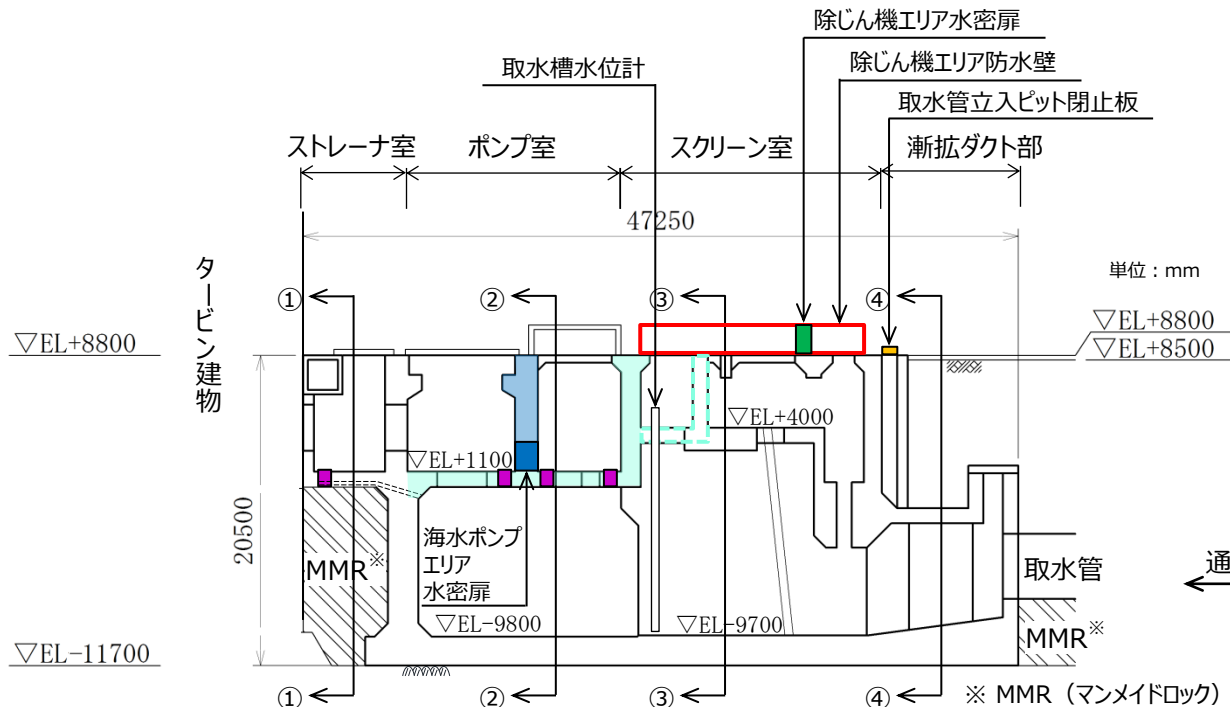 除じん機エリア水密扉
除じん機エリア防水壁
取水槽水位計
取水管立入ピット閉止板
ストレーナ室
ポンプ室
スクリーン室
漸拡ダクト部
47250
単位：mm
タービン建物
①
②
③
④
▽EL+8800
▽EL+8800
▽EL+8500
▽EL+4000
▽EL+1100
20500
海水ポンプ
エリア
水密扉
MMR※
取水管
通
▽EL-9800
▽EL-9700
MMR※
▽EL-11700
①
②
③
④
※ MMR（マンメイドロック）